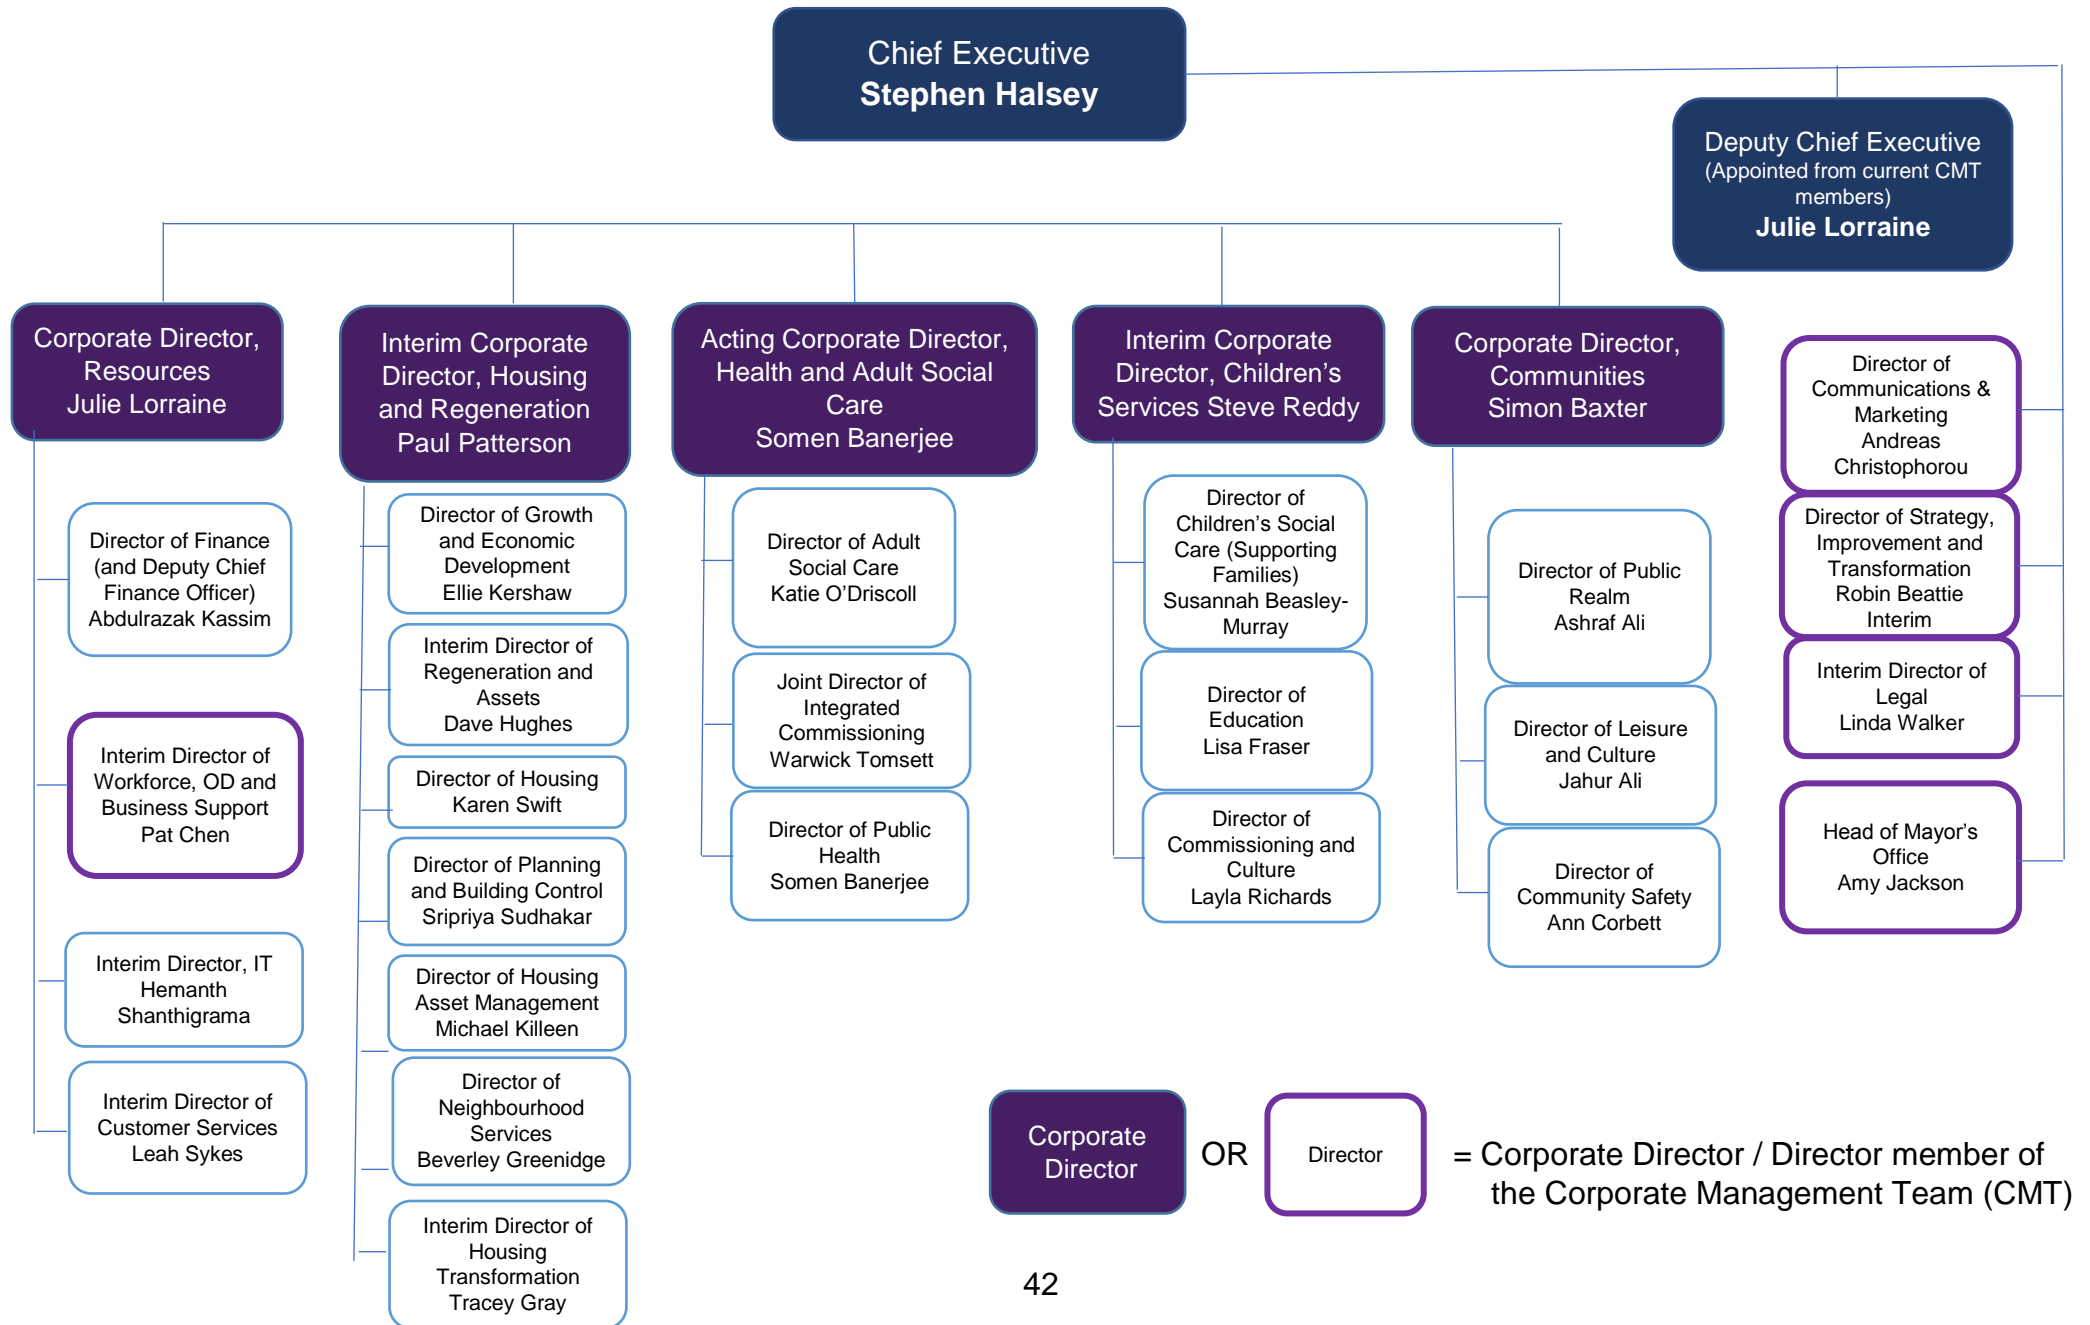 Chief Executive
Stephen Halsey
Deputy Chief Executive
(Appointed from current CMT
members)
Julie Lorraine
Corporate Director,
Resources
Julie Lorraine
Director of Finance
(and Deputy Chief
Finance Officer)
Abdulrazak Kassim
Interim Director of
Workforce, OD and
Business Support
Pat Chen
Interim Director, IT
Hemanth
Shanthigrama
Interim Director of
Customer Services
Leah Sykes
Interim Corporate
Director, Housing
and Regeneration
Paul Patterson
Director of Growth
and Economic
Development
Ellie Kershaw
Interim Director of
Regeneration and
Assets
Dave Hughes
Director of Housing
Karen Swift
Director of Planning
and Building Control
Sripriya Sudhakar
Director of Housing
Asset Management
Michael Killeen
Director of
Neighbourhood
Services
Beverley Greenidge
Interim Director of
Housing
Transformation
Tracey Gray
Acting Corporate Director,
Health and Adult Social
Care
Somen Banerjee
Director of Adult
Social Care
Katie O’Driscoll
Joint Director of
Integrated
Commissioning
Warwick Tomsett
Director of Public
Health
Somen Banerjee
Interim Corporate
Director, Children’s
Services Steve Reddy
Director of
Children’s Social
Care (Supporting
Families)
Susannah Beasley-
Murray
Director of
Education
Lisa Fraser
Director of
Commissioning and
Culture
Layla Richards
Corporate Director,
Communities
Simon Baxter
Director of Public
Realm
Ashraf Ali
Director of Leisure
and Culture
Jahur Ali
Director of
Community Safety
Ann Corbett
Director of
Communications &
Marketing
Andreas
Christophorou
Director of Strategy,
Improvement and
Transformation
Robin Beattie
Interim
Interim Director of
Legal
Linda Walker
Head of Mayor’s
Office
Amy Jackson
Corporate
Director
OR
Director
= Corporate Director / Director member of
the Corporate Management Team (CMT)
42